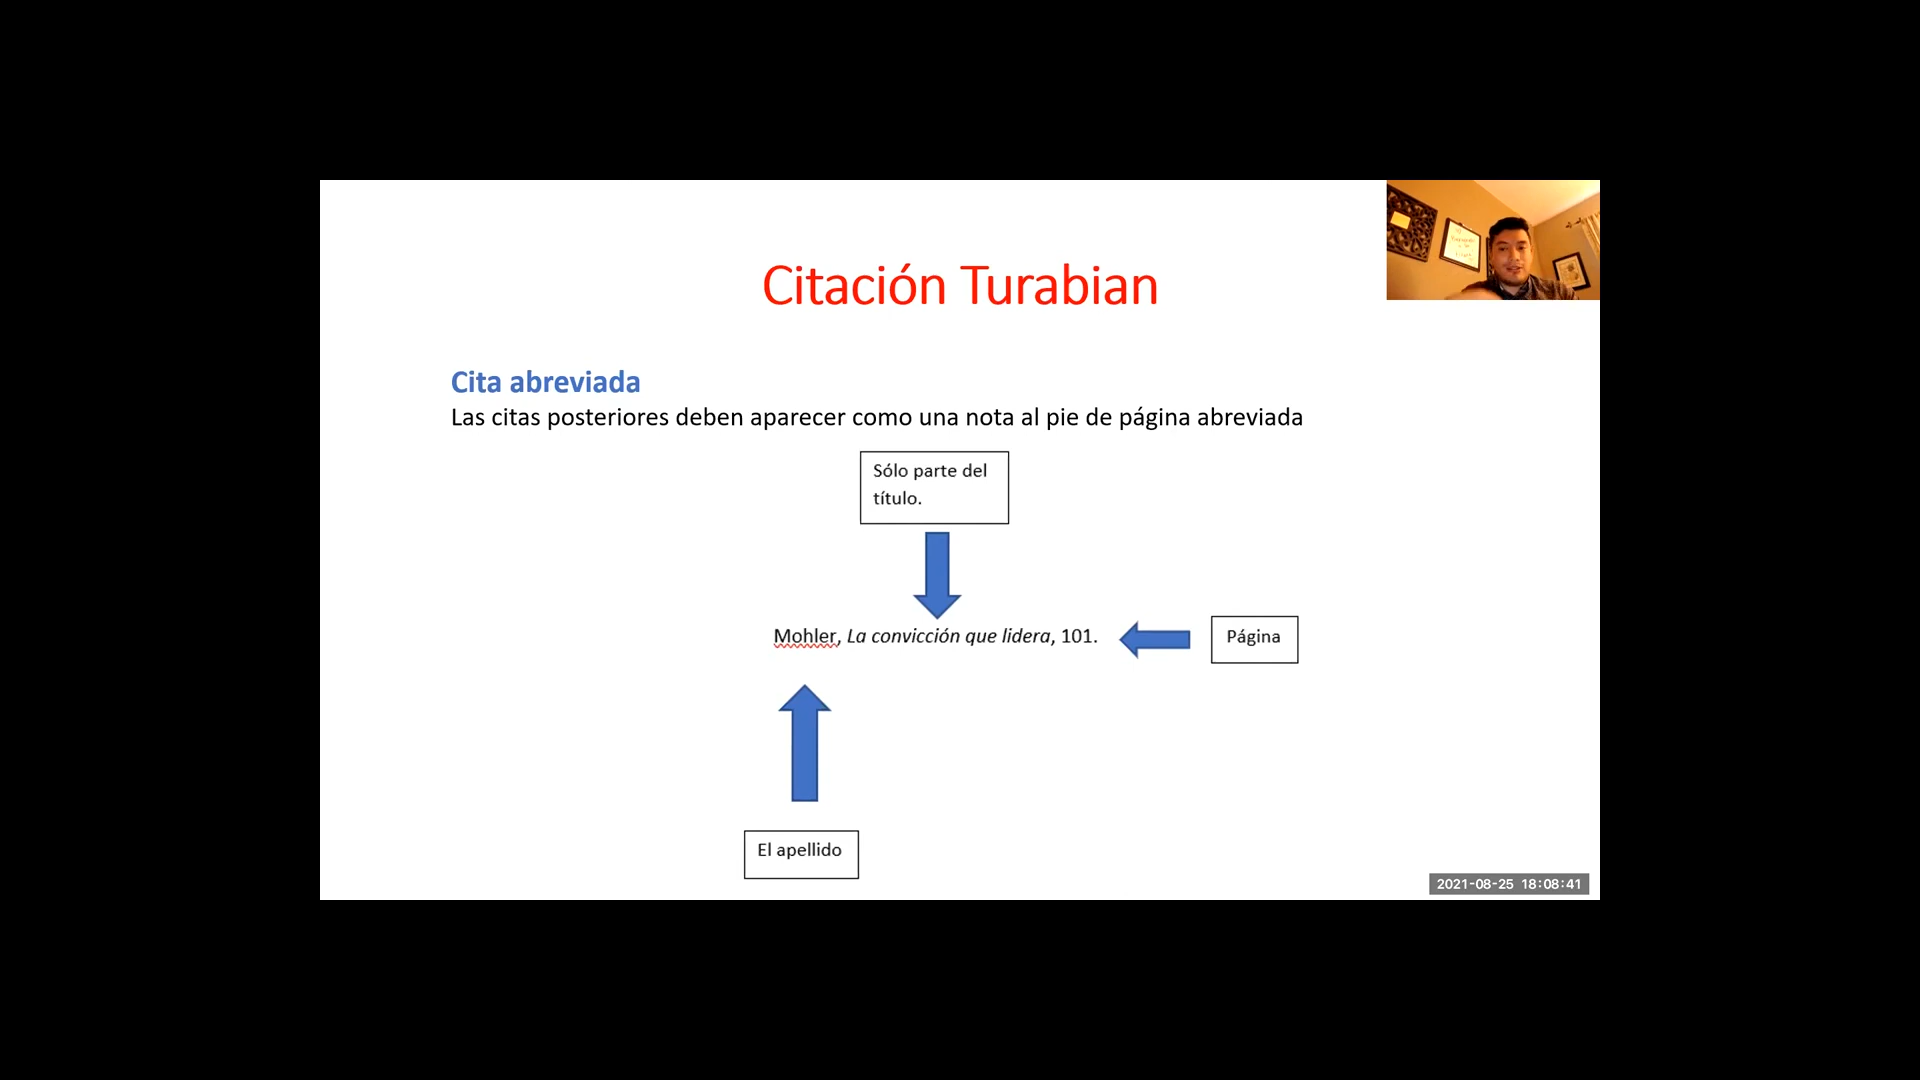 Citación Turabian
Cita abreviada
Las citas posteriores deben aparecer como una nota al pie de página abreviada
Sólo parte del
título.
Mohler, La convicción que lidera, 101.
Página
El apellido
2021-08-25 18:08:41